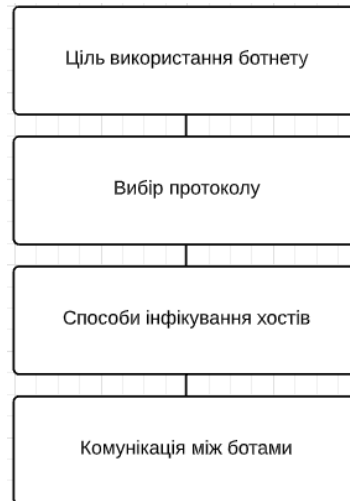 Ціль використання ботнету
Вибір протоколу
Способи інфікування хостів
Комунікація між ботами